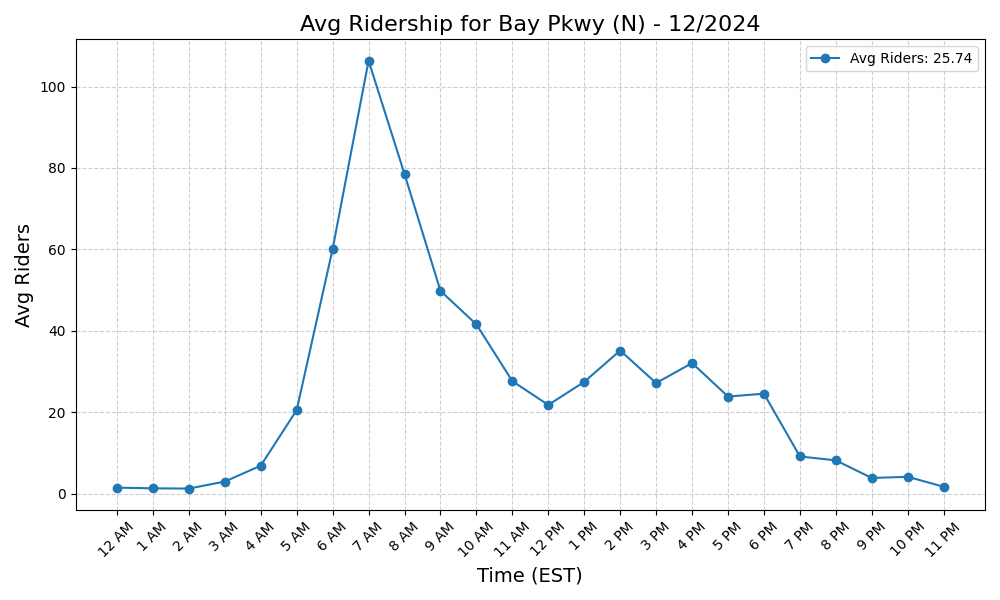 Avg Ridership for Bay Pkwy (N) - 12/2024
Avg Riders: 25.74
Avg Riders
100
80
60
40
20
0
12 AM
1 AM
2 AM
3 AM
4 AM
5 AM
6 AM
7 AM
8 AM
9 AM
10 AM
11 AM
12 PM
1 PM
2 PM
3 PM
4 PM
5 PM
6 PM
7 PM
8 PM
9 PM
10 PM
11 PM
Time (EST)